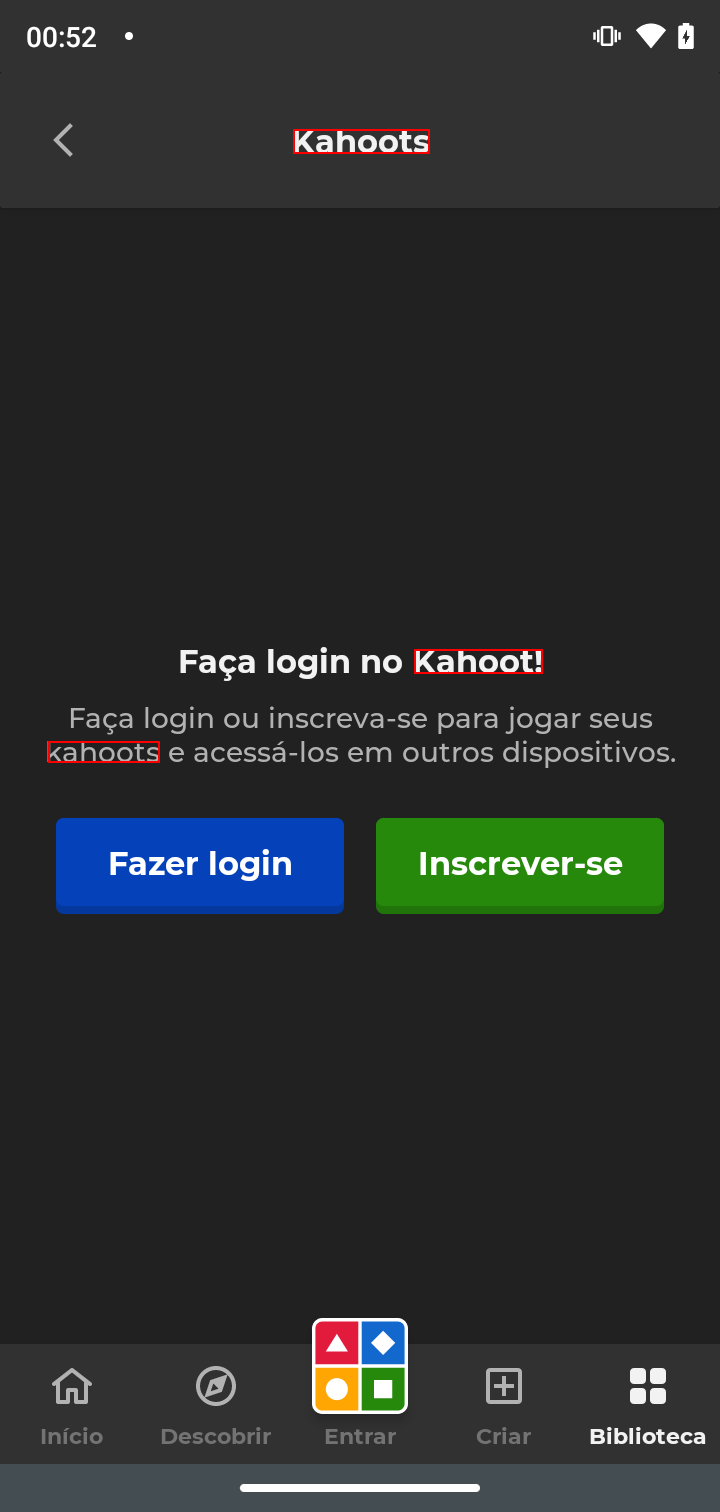 00:52
Kahoots
Faça login no Kahoot!
Faça login ou inscreva-se para jogar seus
kahoots e acessá-los em outros dispositivos.
Fazer login
Inscrever-se
Início
Descobrir
Entrar
Criar
Biblioteca